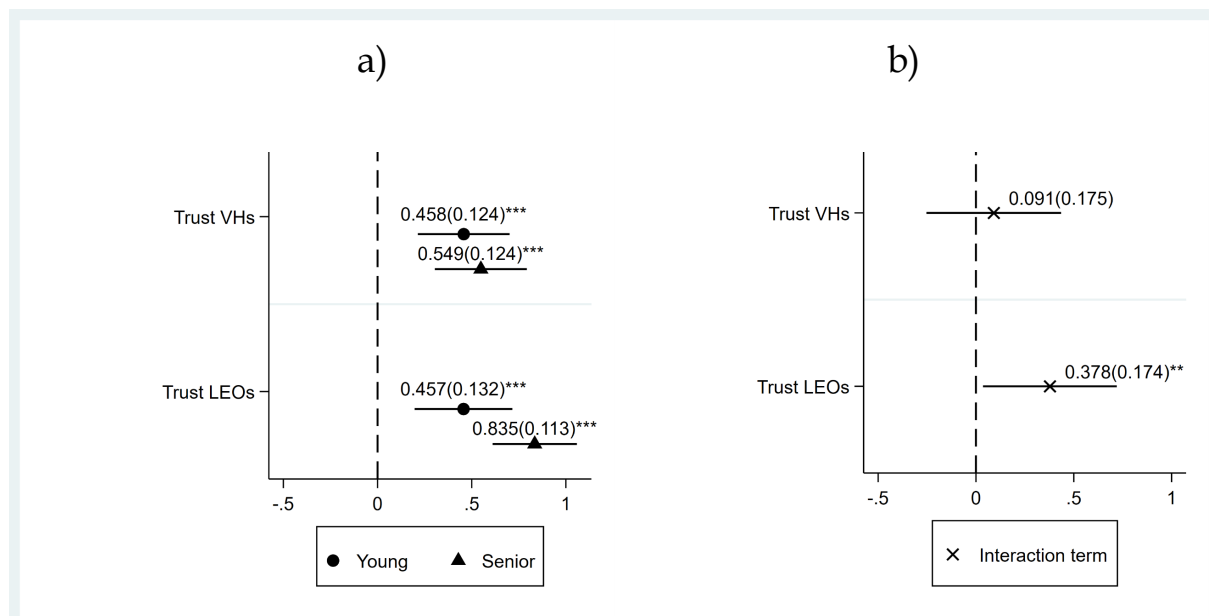 a)
Trust VHs
0.458(0.124)***
0.549(0.124)***
Trust LEOs
0.457(0.132)***
0.835(0.113)***
-.5 0 .5 1
Young Senior
b)
Trust VHs
0.091(0.175)
Trust LEOs
0.378(0.174)**
-.5 0 .5 1
Interaction term